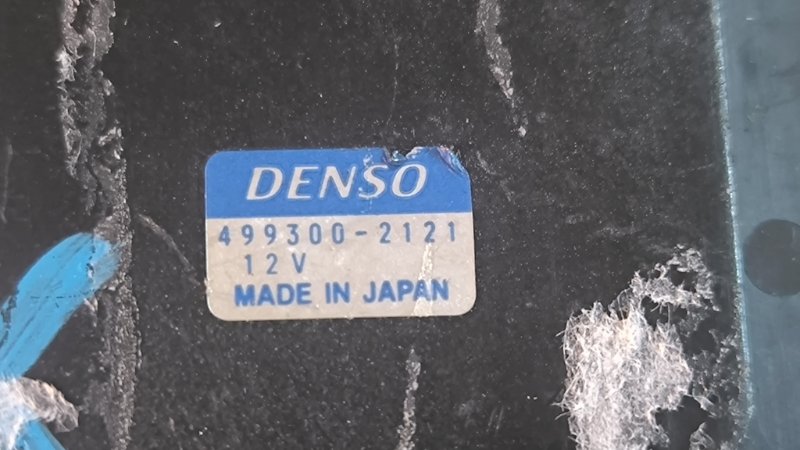 DENSO
499300-2121
12V
MADE IN JAPAN